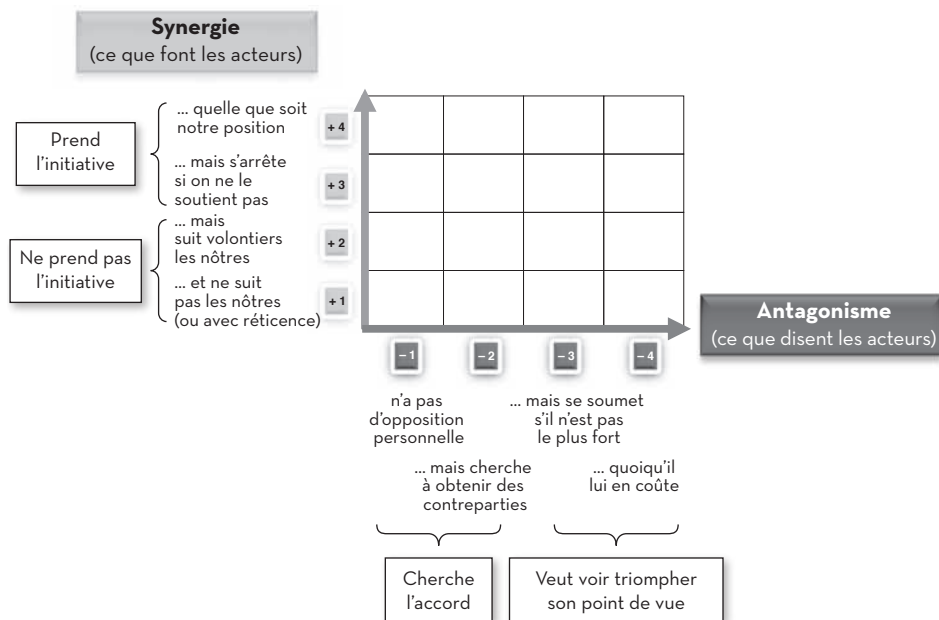 Synergie
(ce que font les acteurs)
Prend
l'initiative
... quelle que soit
notre position
+ 4
... mais s'arrête
si on ne le
soutient pas
+ 3
Ne prend pas
l'initiative
... mais
suit volontiers
les nôtres
+ 2
... et ne suit
pas les nôtres
(ou avec réticence)
+ 1
Antagonisme
(ce que disent les acteurs)
– 1
– 2
– 3
– 4
n'a pas
d'opposition
personnelle
... mais se soumet
s'il n'est pas
le plus fort
... mais cherche
à obtenir des
contreparties
... quoiqu'il
lui en coûte
Cherche
l'accord
Veut voir triompher
son point de vue